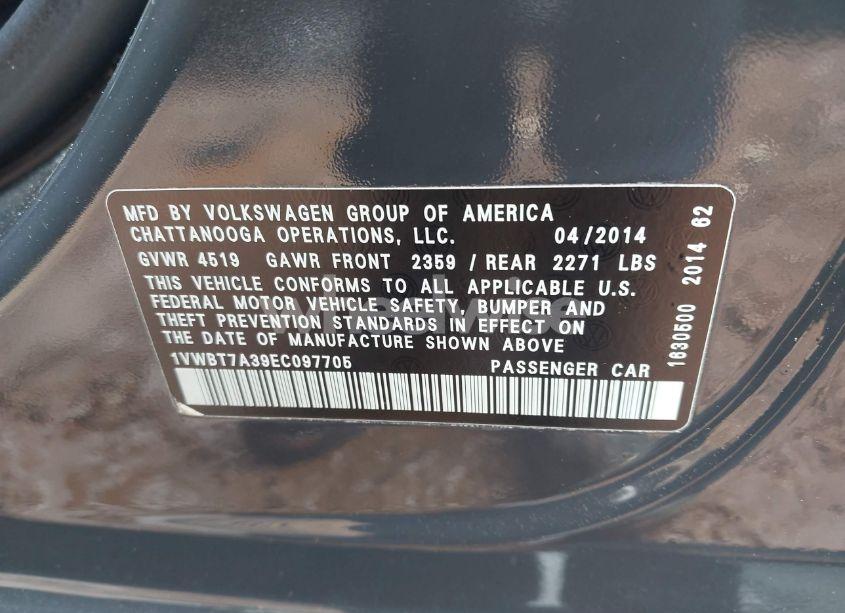 MFD BY VOLKSWAGEN GROUP OF AMERICA
CHATTANOOGA OPERATIONS, LLC. 04/2014
GVWR 4519 GAWR FRONT 2359 / REAR 2271 LBS
THIS VEHICLE CONFORMS TO ALL APPLICABLE U.S.
FEDERAL MOTOR VEHICLE SAFETY, BUMPER AND
THEFT PREVENTION STANDARDS IN EFFECT ON
THE DATE OF MANUFACTURE SHOWN ABOVE
1VWBT7A39EC097705 PASSENGER CAR
1630500 2014 62